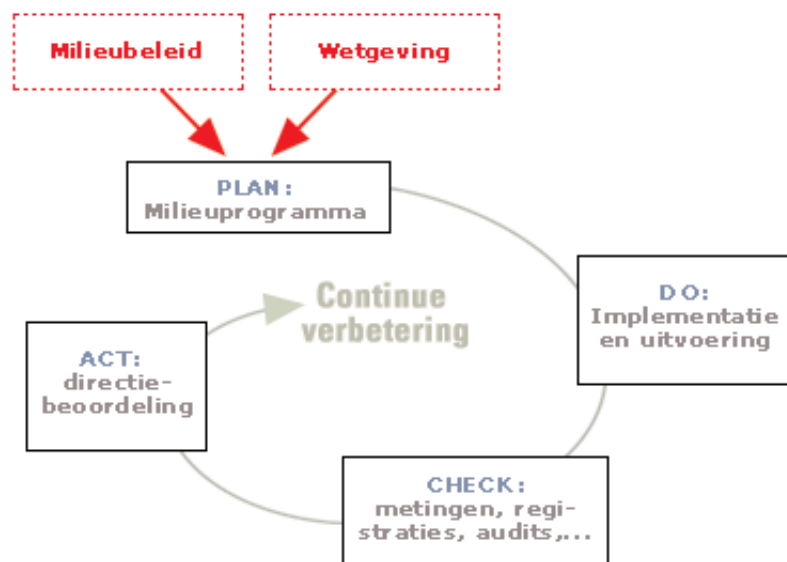 Milieubeleid
Wetgeving
PLAN:
Milieuprogramma
DO:
Implementatie
en uitvoering
Continue
verbetering
ACT:
directie-
beoordeling
CHECK:
metingen, regi-
straties, audits,...